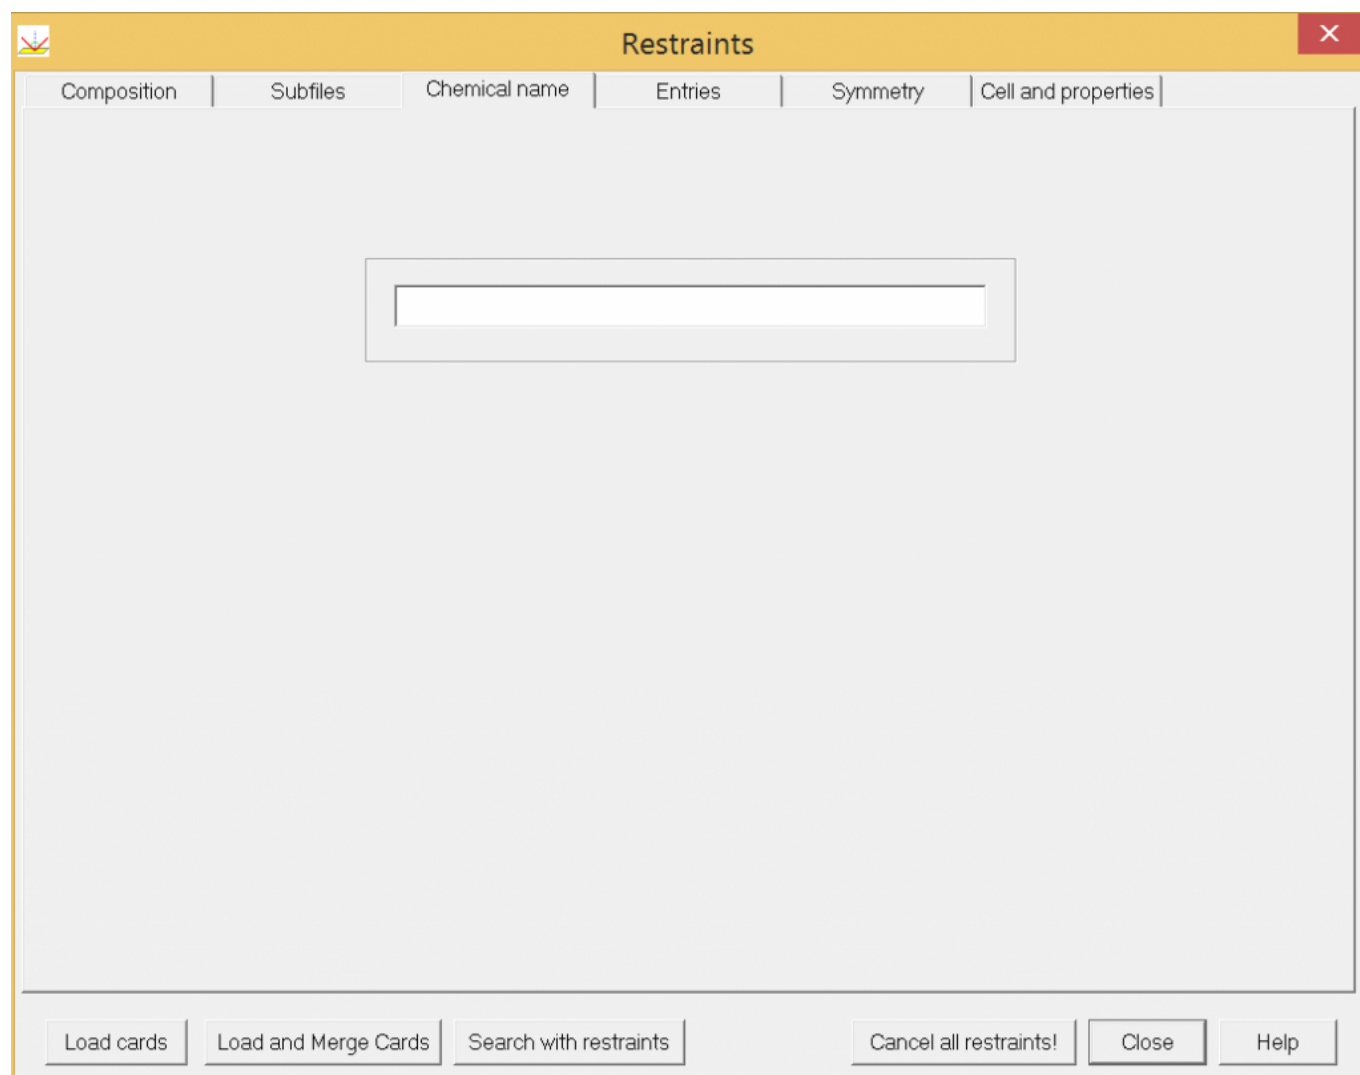 Restraints
Composition Subfiles Chemical name Entries Symmetry Cell and properties
Load cards Load and Merge Cards Search with restraints Cancel all restraints! Close Help